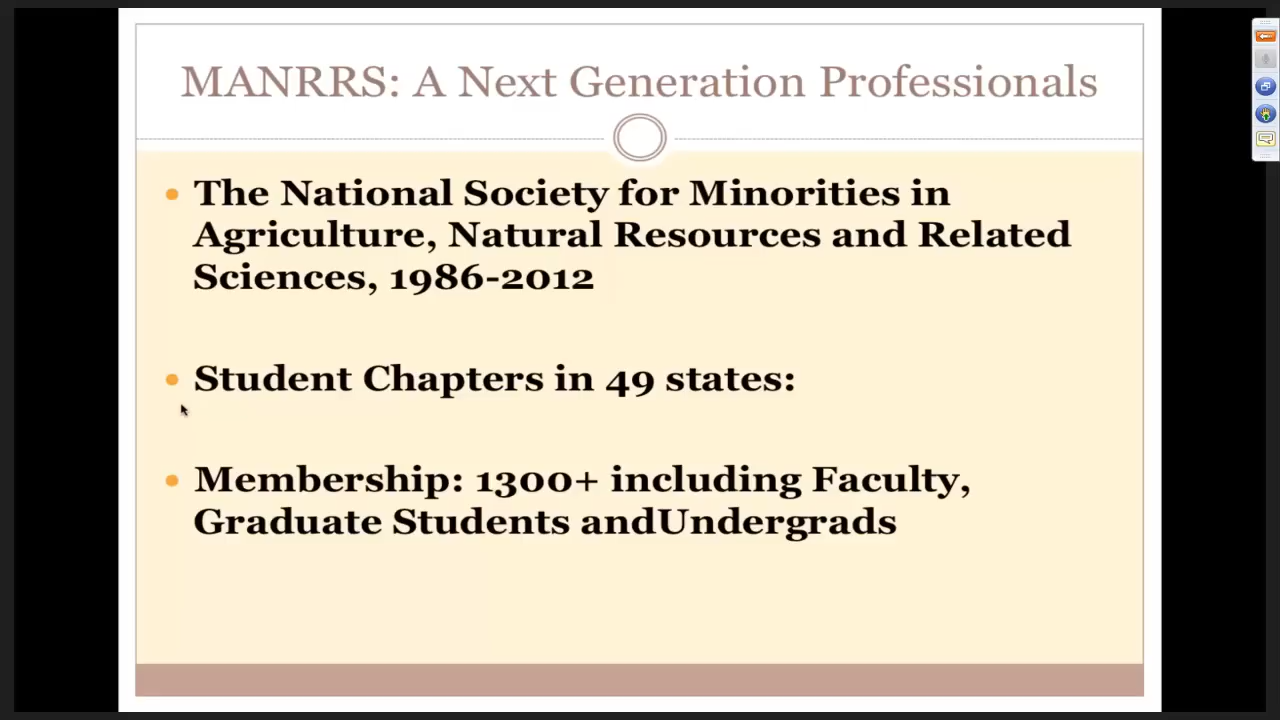 MANRRS: A Next Generation Professionals
• The National Society for Minorities in
Agriculture, Natural Resources and Related
Sciences, 1986-2012
• Student Chapters in 49 states:
• Membership: 1300+ including Faculty,
Graduate Students andUndergrads